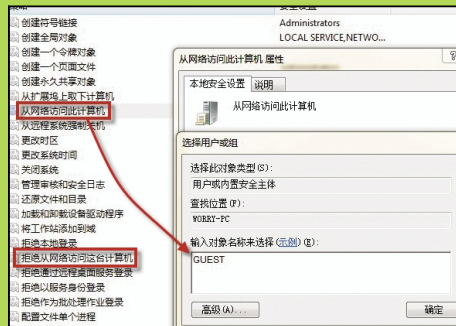 创建符号链接 Administrators
创建全局对象 LOCAL SERVICE,NETWO...
创建一个令牌对象
创建一个页面文件
创建永久共享对象
从扩展坞上取下计算机
从网络访问此计算机
从远程系统强制关机
更改时区
更改系统时间
关闭系统
管理审核和安全日志
还原文件和目录
加载和卸载设备驱动程序
将工作站添加到域
拒绝本地登录
拒绝从网络访问这台计算机
拒绝通过远程桌面服务登录
拒绝以服务身份登录
拒绝作为批处理作业登录
配置文件单个进程
从网络访问此计算机 属性
?
本地安全设置 说明
从网络访问此计算机
选择用户或组
选择此对象类型(S):
用户或内置安全主体
查找位置(F):
WORRY-PC
输入对象名称来选择(示例)(E):
GUEST
高级(A)... 确定